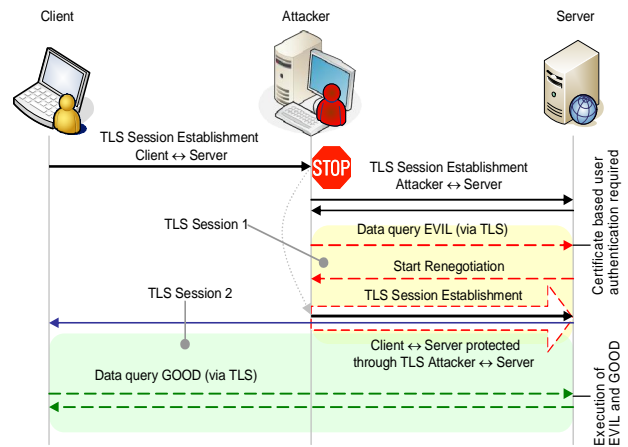 Client
Attacker
Server
TLS Session Establishment
Client ↔ Server
STOP
TLS Session Establishment
Attacker ↔ Server
TLS Session 1
Data query EVIL (via TLS)
Start Renegotiation
TLS Session Establishment
TLS Session 2
Client ↔ Server protected
through TLS Attacker ↔ Server
Data query GOOD (via TLS)
Certificate based user
authentication required
Execution of
EVIL and GOOD